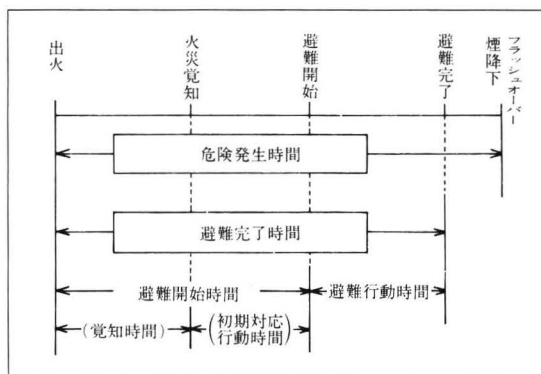 出火
火災覚知
避難開始
避難完了
煙降下
フラッシュオーバー
危険発生時間
避難完了時間
避難開始時間
避難行動時間
(覚知時間)
(初期対応
行動時間)